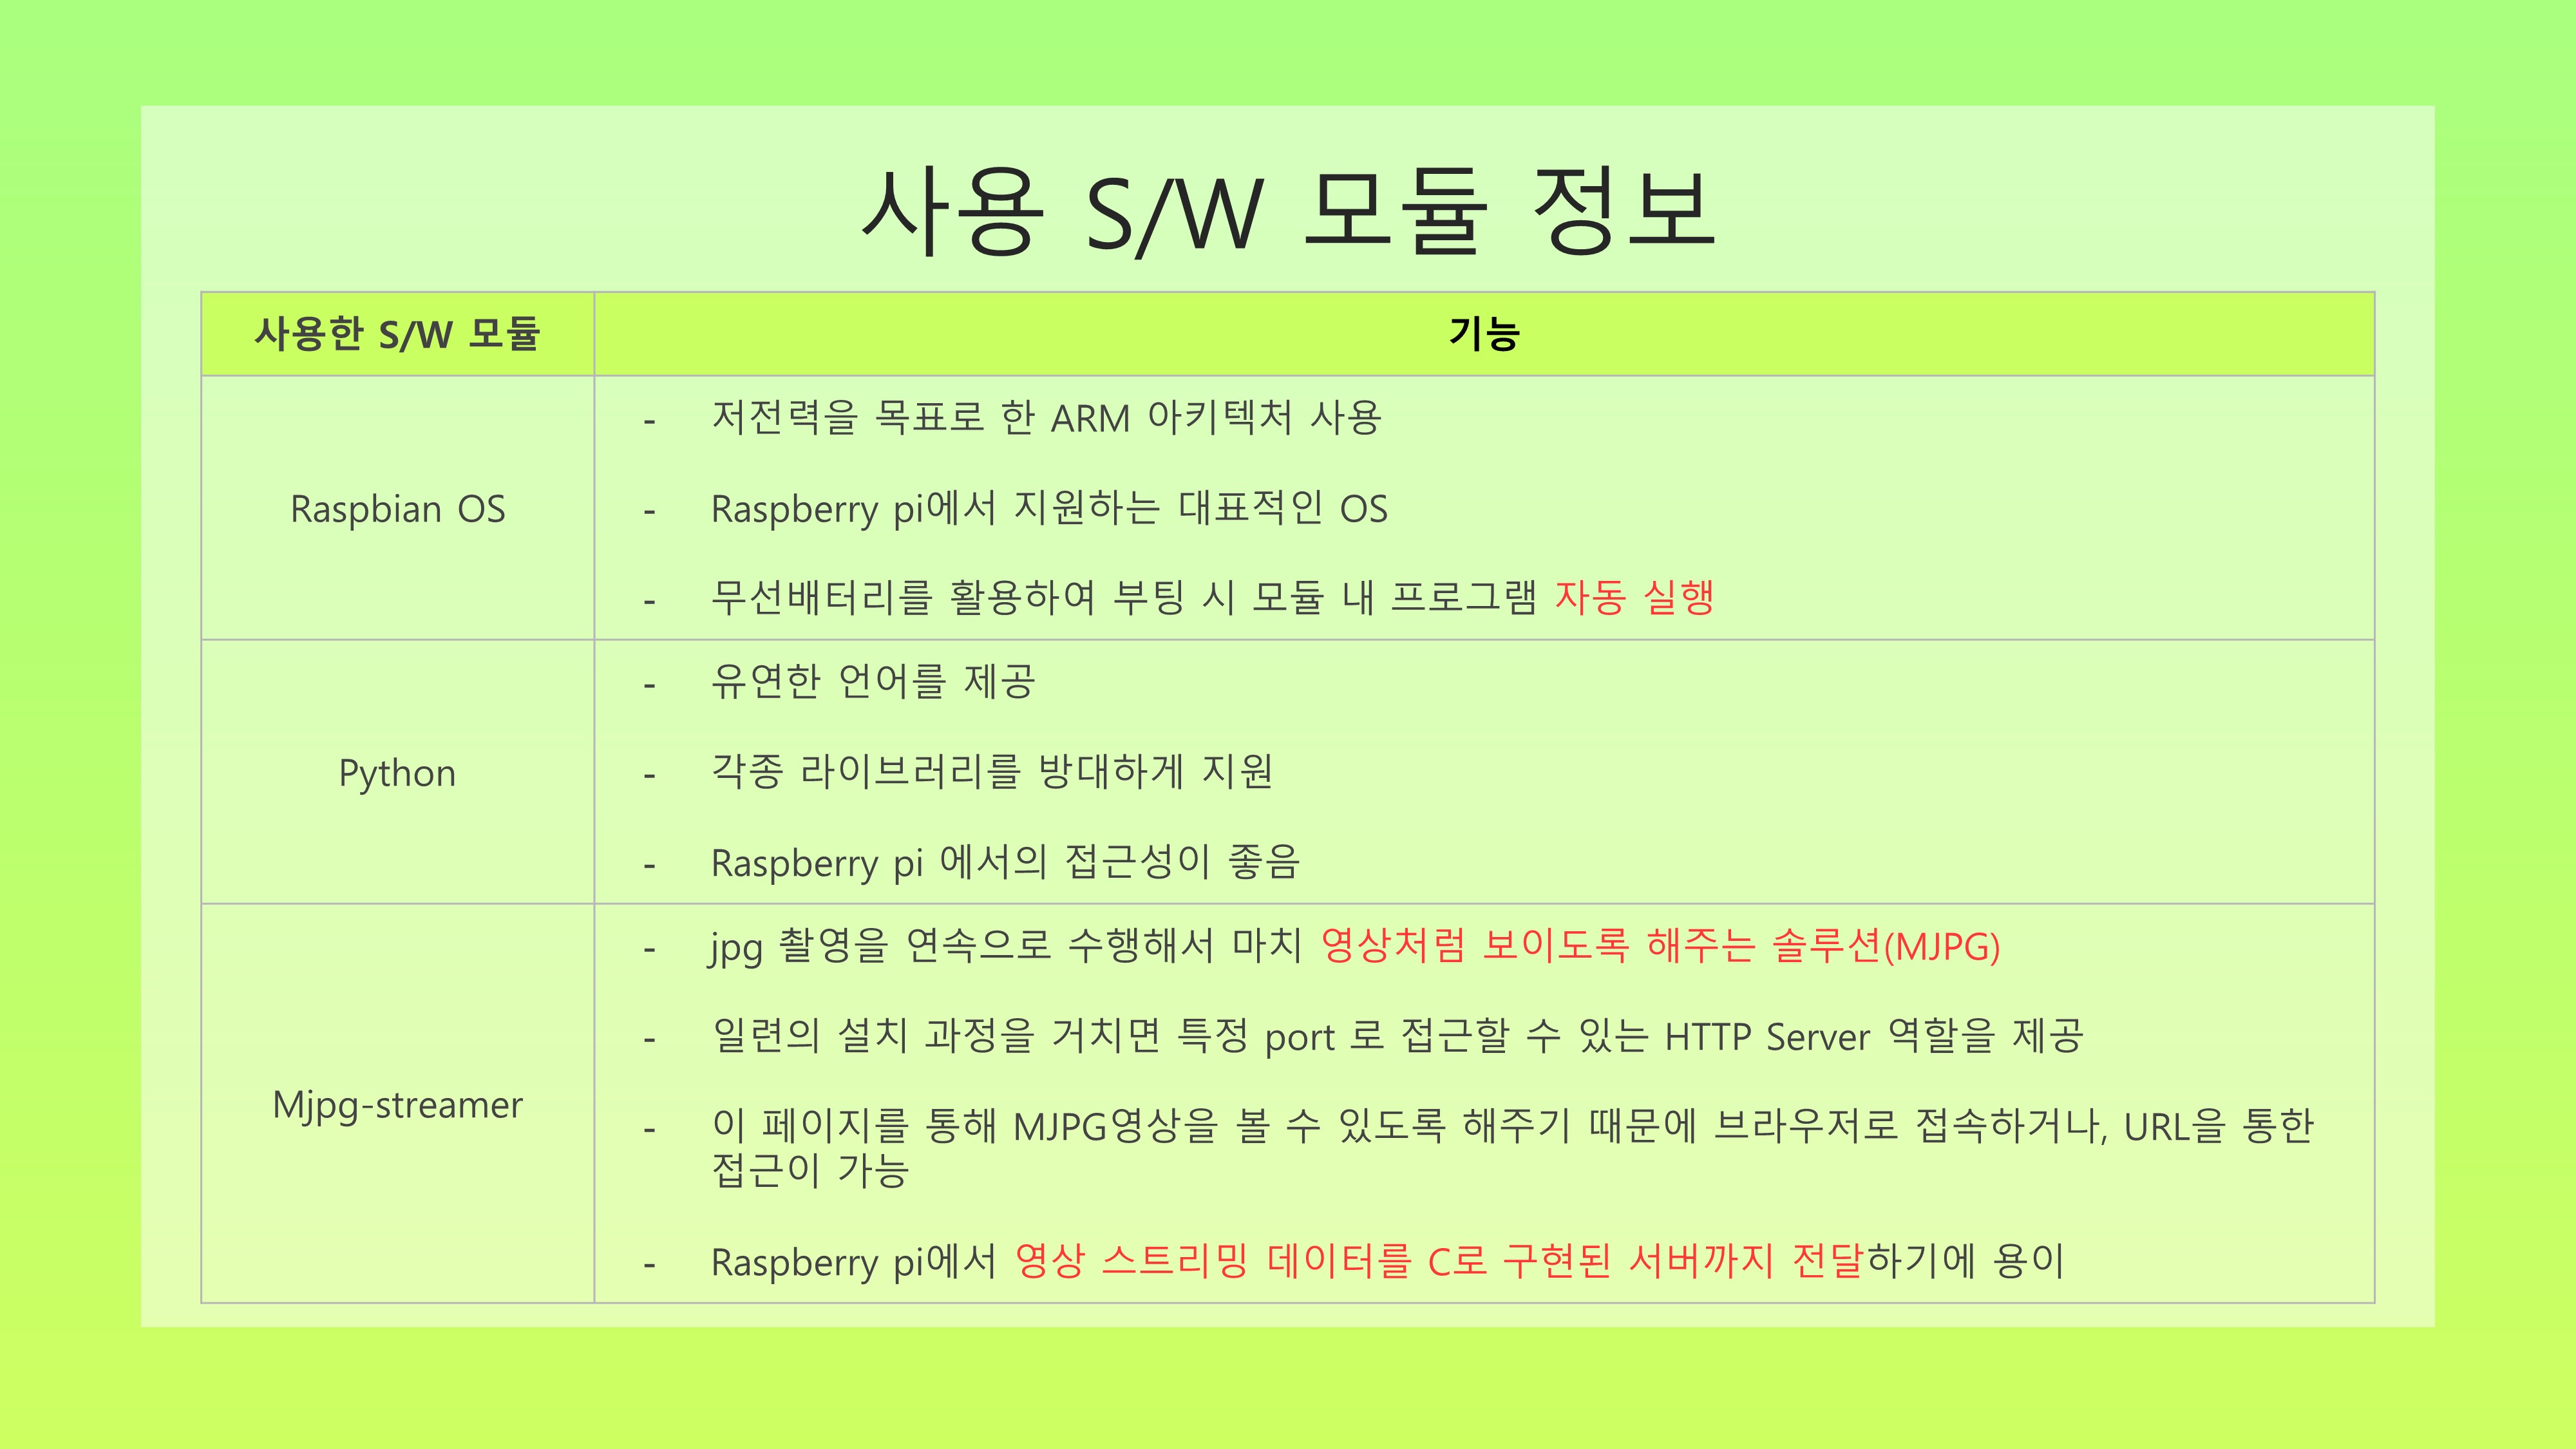 사용 S/W 모듈 정보
사용한 S/W 모듈
기능
Raspbian OS
- 저전력을 목표로 한 ARM 아키텍처 사용
- Raspberry pi에서 지원하는 대표적인 OS
- 무선배터리를 활용하여 부팅 시 모듈 내 프로그램 자동 실행
Python
- 유연한 언어를 제공
- 각종 라이브러리를 방대하게 지원
- Raspberry pi 에서의 접근성이 좋음
Mjpg-streamer
- jpg 촬영을 연속으로 수행해서 마치 영상처럼 보이도록 해주는 솔루션(MJPG)
- 일련의 설치 과정을 거치면 특정 port 로 접근할 수 있는 HTTP Server 역할을 제공
- 이 페이지를 통해 MJPG영상을 볼 수 있도록 해주기 때문에 브라우저로 접속하거나, URL을 통한
접근이 가능
- Raspberry pi에서 영상 스트리밍 데이터를 C로 구현된 서버까지 전달하기에 용이